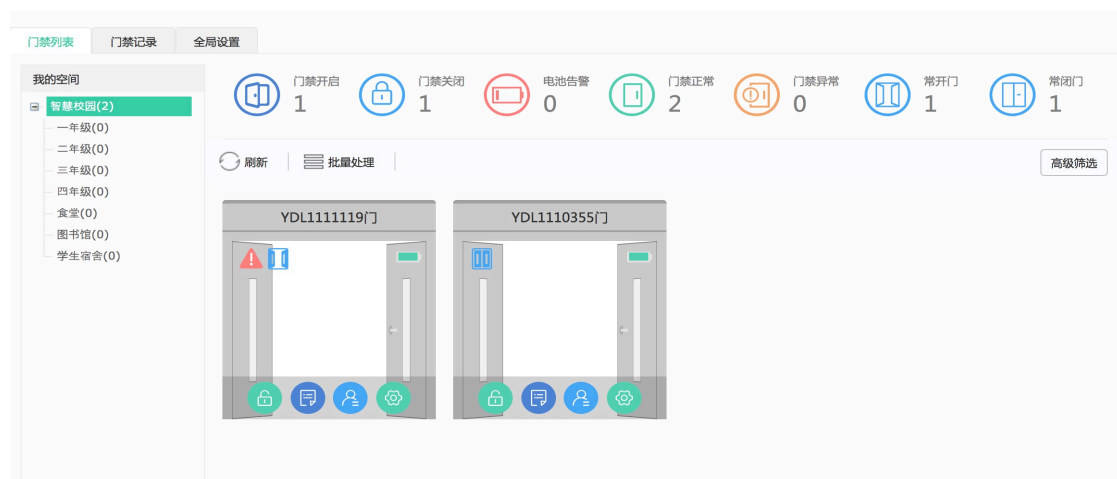 门禁列表 门禁记录 全局设置
我的空间
智慧校园(2)
一年级(0)
二年级(0)
三年级(0)
四年级(0)
食堂(0)
图书馆(0)
学生宿舍(0)
门禁开启 门禁关闭 电池告警 门禁正常 门禁异常 常开门 常闭门
1 1 0 2 0 1 1
刷新 批量处理 高级筛选
YDL1111119门 YDL1110355门